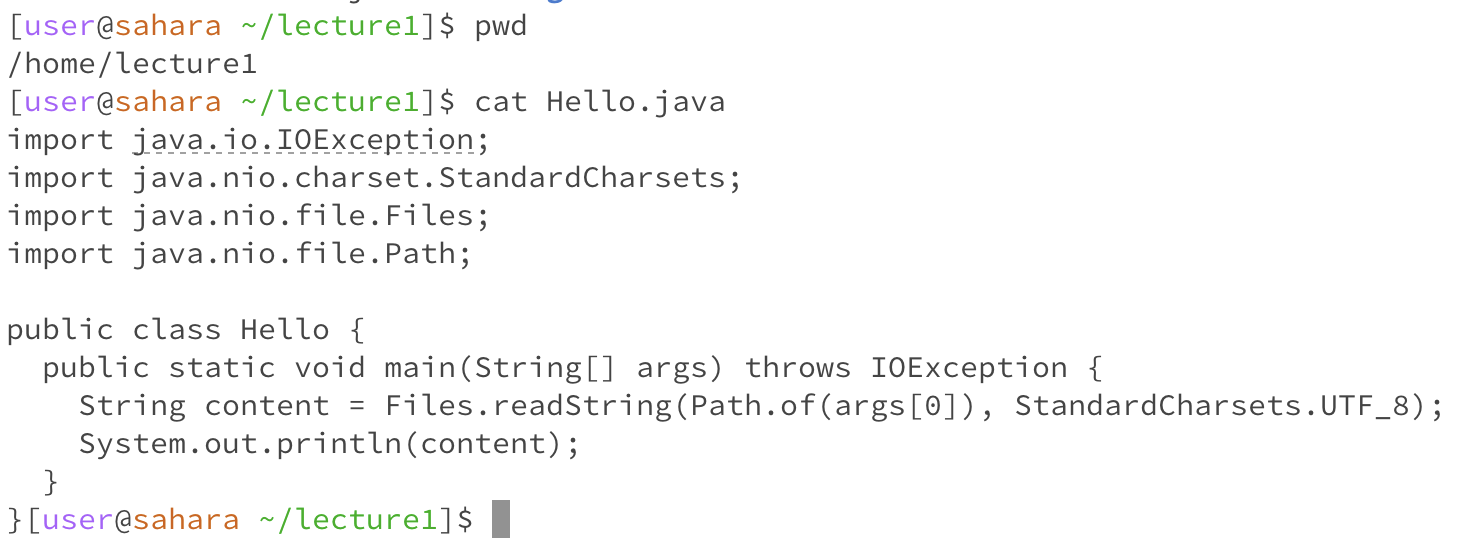 [user@sahara ~/lecture1]$ pwd
/home/lecture1
[user@sahara ~/lecture1]$ cat Hello.java
import java.io.IOException;
import java.nio.charset.StandardCharsets;
import java.nio.file.Files;
import java.nio.file.Path;

public class Hello {
  public static void main(String[] args) throws IOException {
    String content = Files.readString(Path.of(args[0]), StandardCharsets.UTF_8);
    System.out.println(content);
  }
}[user@sahara ~/lecture1]$